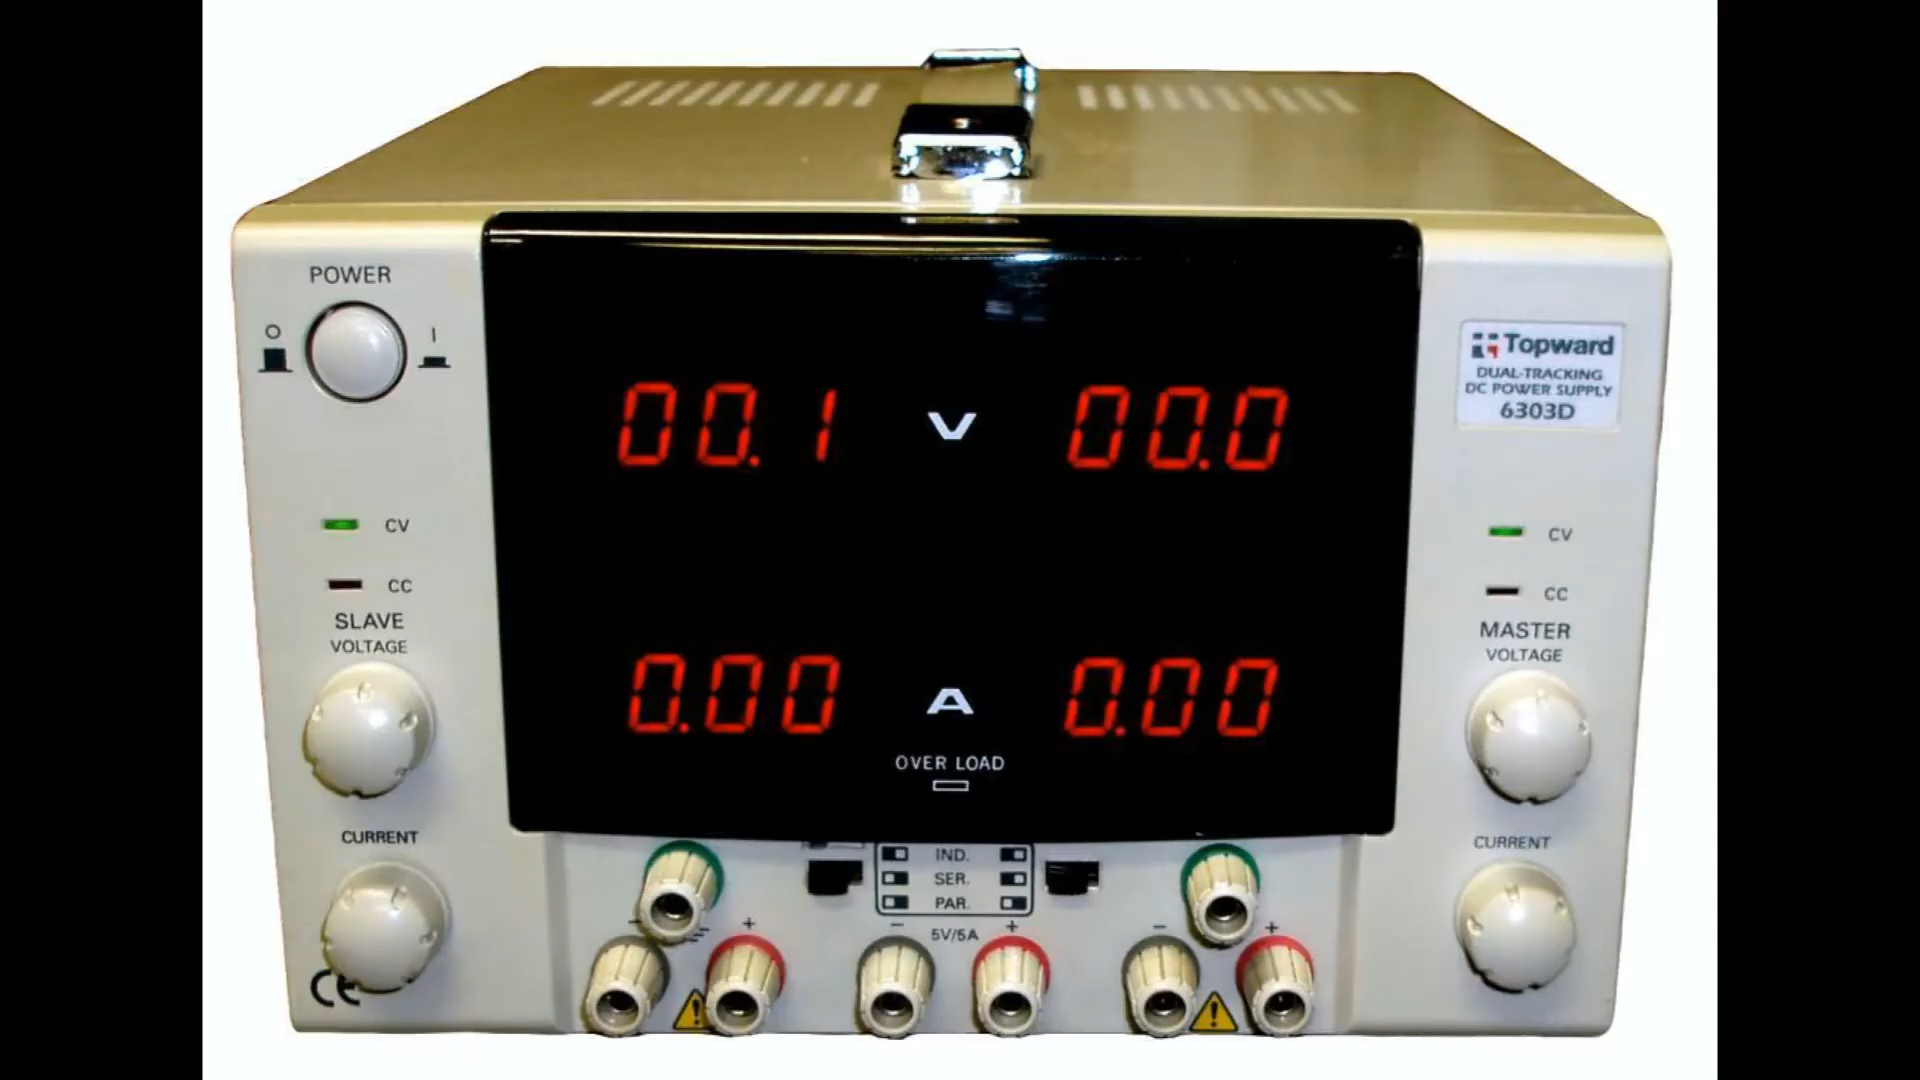 POWER
O
I
Topward
DUAL-TRACKING
DC POWER SUPPLY
6303D
00.1 V 00.0
CV
CV
CC
CC
SLAVE
VOLTAGE
MASTER
VOLTAGE
0.00 A 0.00
OVER LOAD
CURRENT
CURRENT
IND.
SER.
PAR.
- +
- 5V/5A +
- +
CE